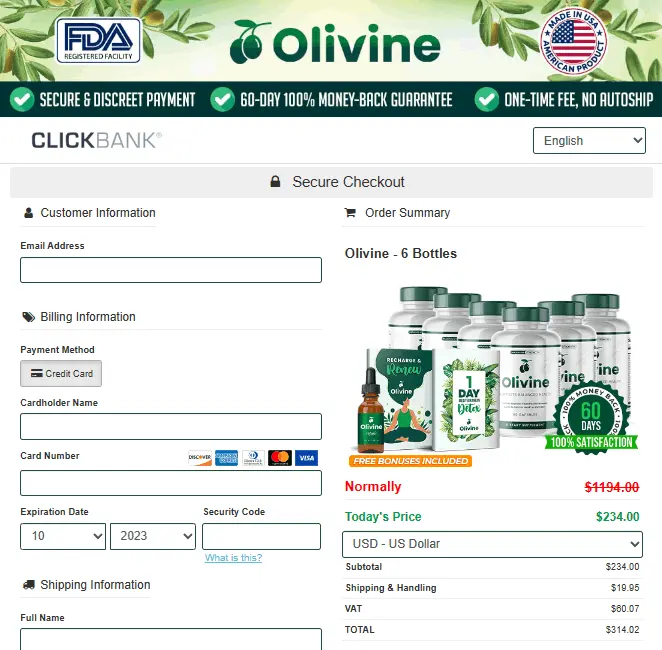 FDA
REGISTERED FACILITY
Olivine
MADE IN USA
AMERICAN PRODUCT
SECURE & DISCREET PAYMENT
60-DAY 100% MONEY-BACK GUARANTEE
ONE-TIME FEE, NO AUTOSHIP
CLICKBANK®
English
Secure Checkout
Customer Information
Email Address
Billing Information
Payment Method
Credit Card
Cardholder Name
Card Number
DISCOVER
VISA
Expiration Date
Security Code
10
2023
What is this?
Shipping Information
Full Name
Order Summary
Olivine - 6 Bottles
RECHARGE &
Renew
Olivine
1
DAY
Detox
Olivine
Olivine
Olivine
100% MONEY BACK
60
DAYS
100% SATISFACTION
FREE BONUSES INCLUDED
Normally
$1194.00
Today's Price
$234.00
USD - US Dollar
Subtotal
$234.00
Shipping & Handling
$19.95
VAT
$60.07
TOTAL
$314.02